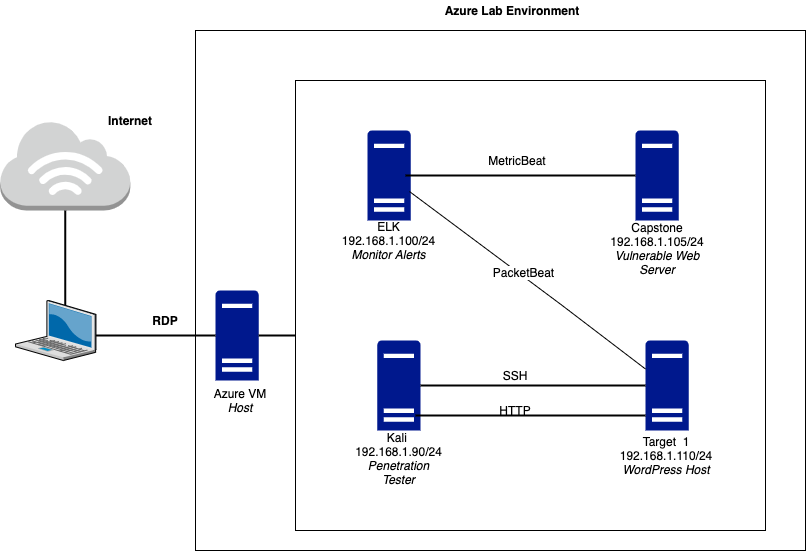 Azure Lab Environment
Internet
MetricBeat
ELK
192.168.1.100/24
Monitor Alerts
Capstone
192.168.1.105/24
Vulnerable Web
Server
PacketBeat
RDP
Azure VM
Host
SSH
HTTP
Kali
192.168.1.90/24
Penetration
Tester
Target 1
192.168.1.110/24
WordPress Host